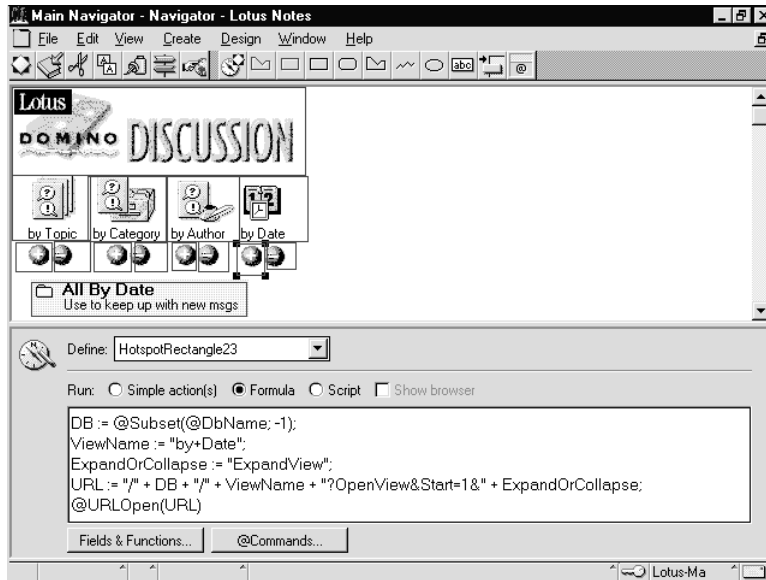 Main Navigator - Navigator - Lotus Notes
File Edit View Create Design Window Help
abc @
Lotus
DOMINO DISCUSSION
by Topic by Category by Author by Date
All By Date
Use to keep up with new msgs
Define: HotspotRectangle23
Run: Simple action(s) Formula Script Show browser
DB := @Subset(@DbName; -1);
ViewName := "by+Date";
ExpandOrCollapse := "ExpandView";
URL := "/" + DB + "/" + ViewName + "?OpenView&Start=1&" + ExpandOrCollapse;
@URLOpen(URL)
Fields & Functions... @Commands...
Lotus-Ma